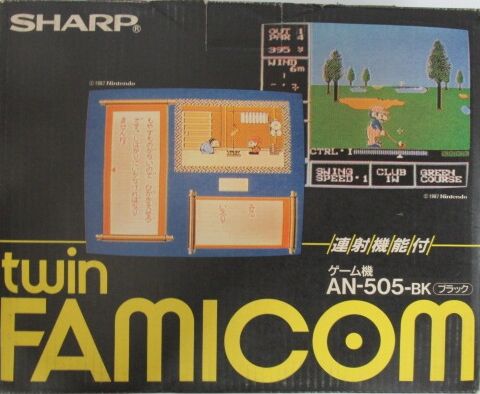 SHARP®
OUT 1
PAR 4
395 Y
WIND
6m
© 1987 Nintendo
CTRL・I
SWING
SPEED・1
CLUB
1W
GREEN
COURSE
© 1987 Nintendo
連射機能付
ゲーム機
AN-505-BK ブラック
twin
FAMICOM